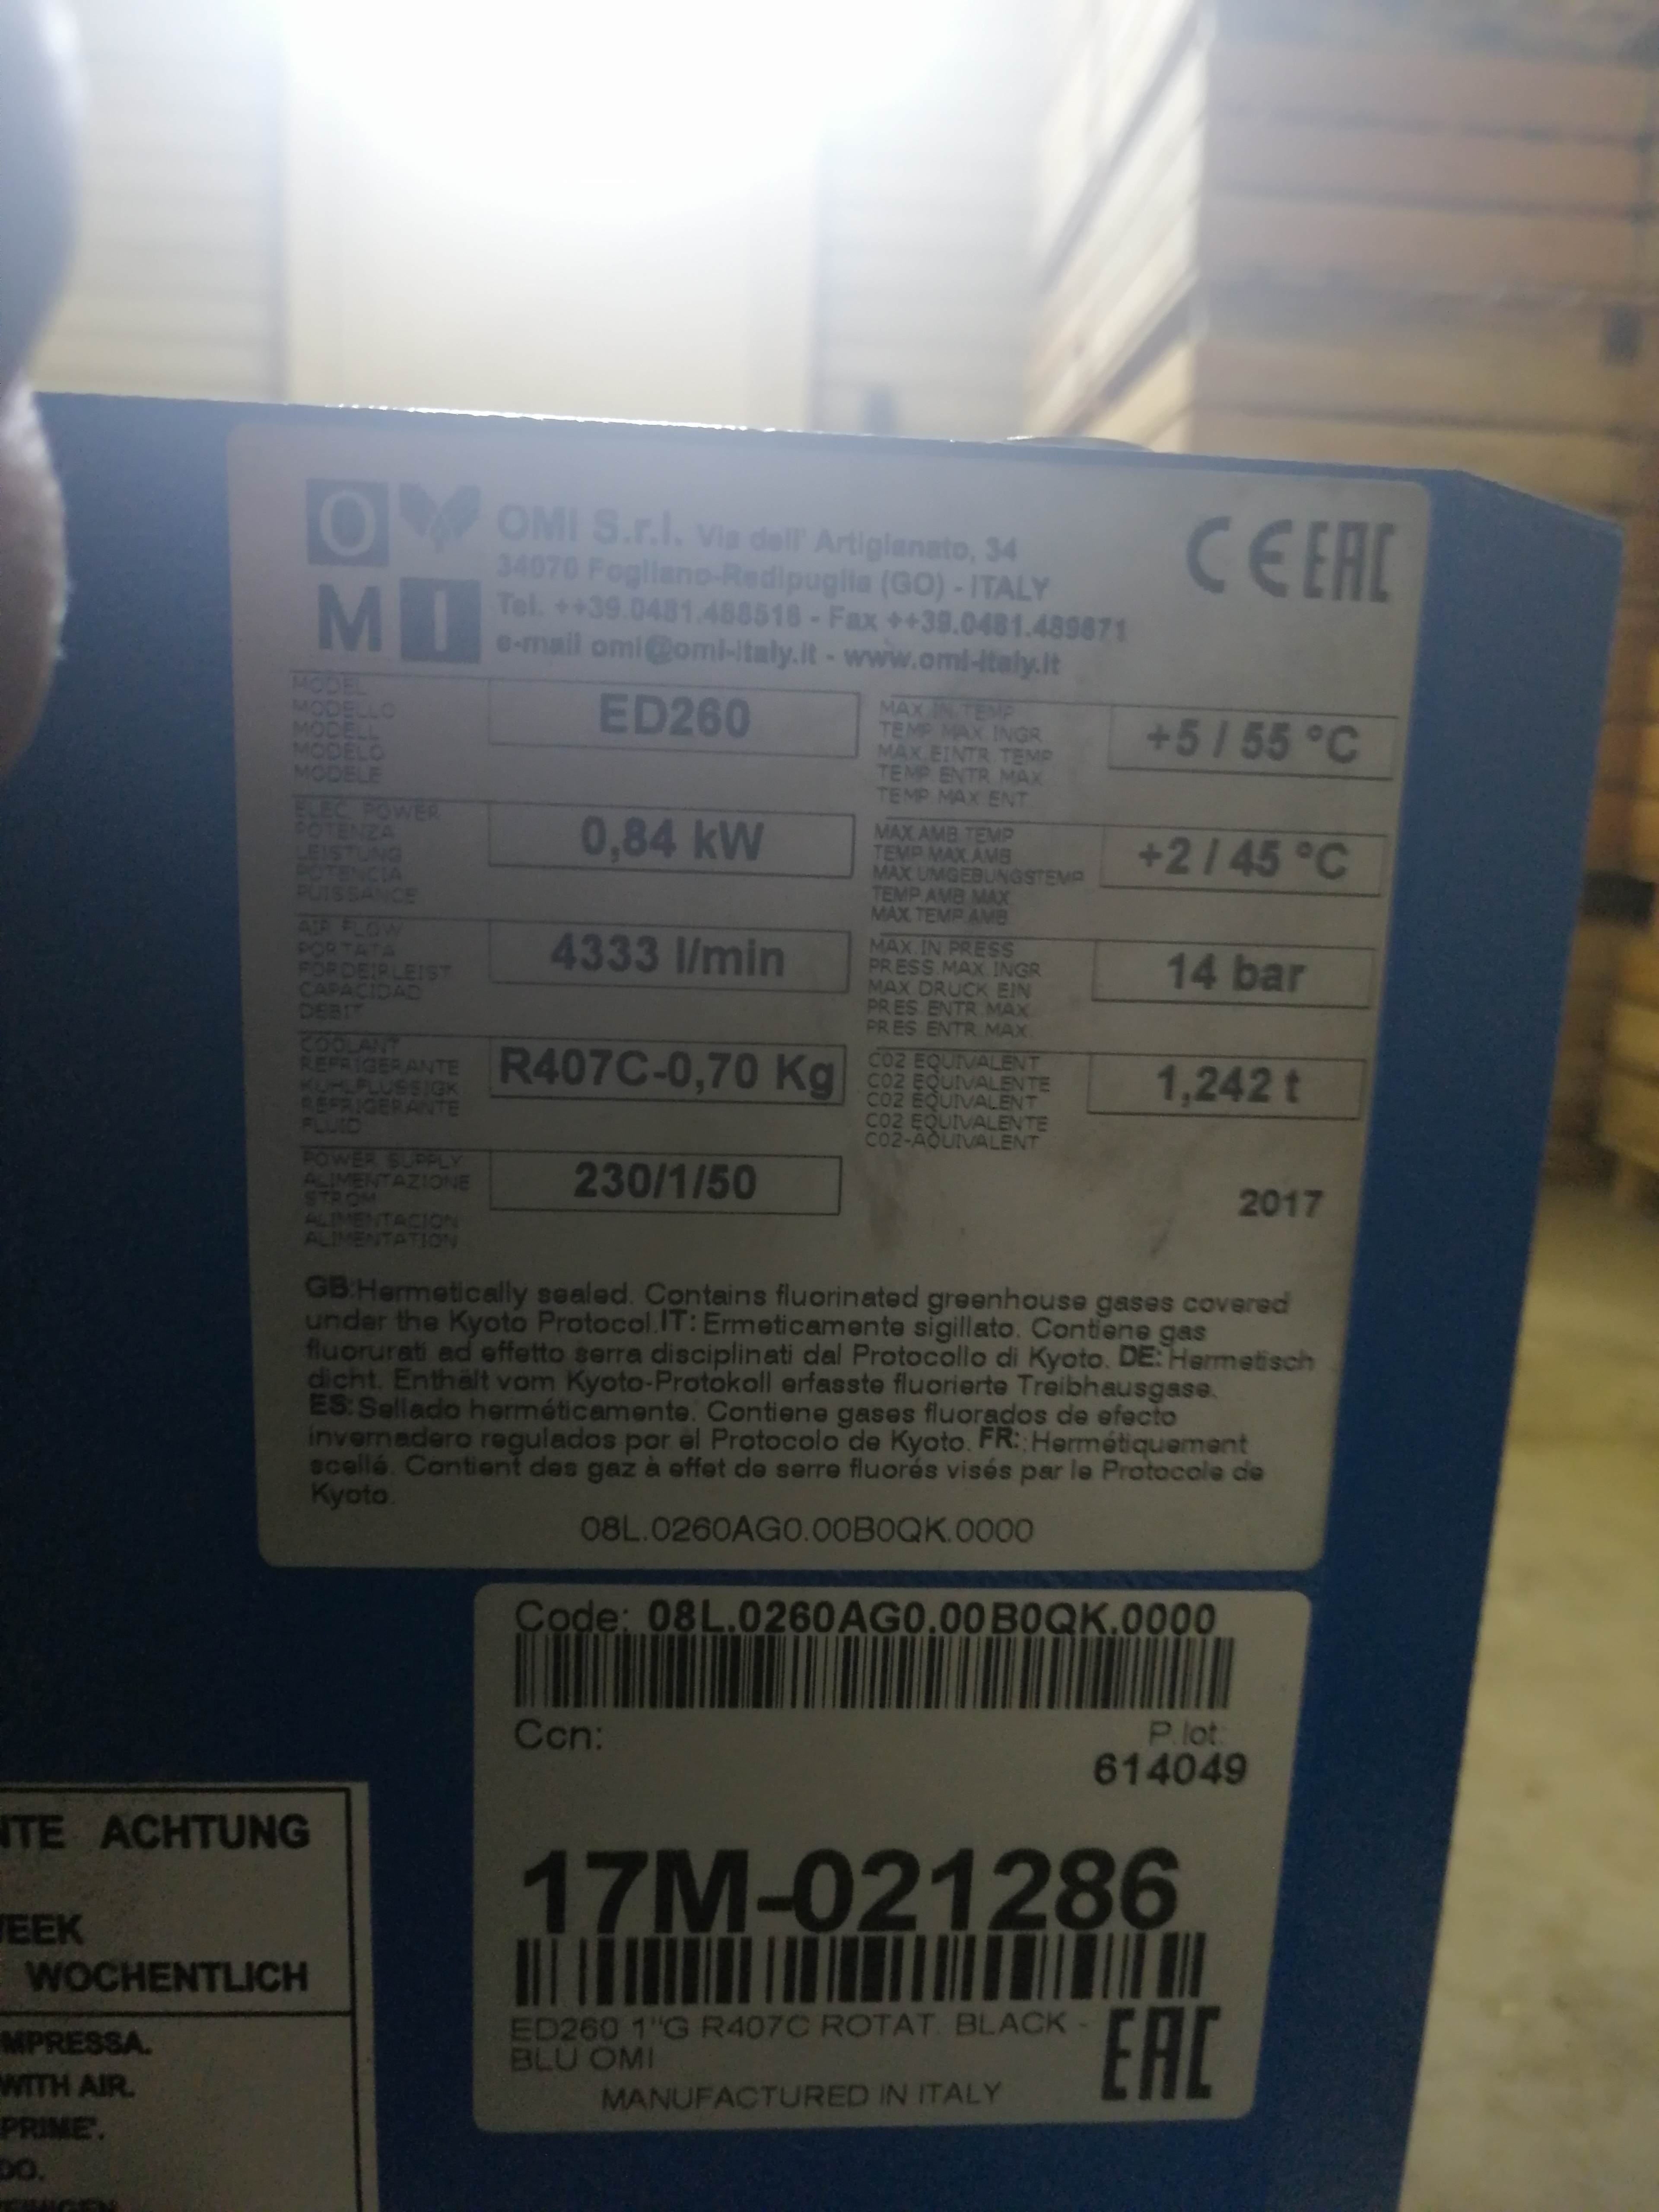 O
M I
OMI S.r.l. Via dell' Artigianato, 34
34070 Fogliano-Redipuglia (GO) - ITALY
Tel. ++39.0481.488516 - Fax ++39.0481.489871
e-mail omi@omi-italy.it - www.omi-italy.it
CE EAC
MODEL
MODELLO
MODELL
MODELO
MODELE
ED260
MAX.IN.TEMP
TEMP.MAX.INGR
MAX.EINTR.TEMP
TEMP.ENTR.MAX
TEMP.MAX ENT
+5 / 55 °C
ELEC. POWER
POTENZA
LEISTUNG
POTENCIA
PUISSANCE
0,84 kW
MAX.AMB.TEMP
TEMP.MAX.AMB
MAX.UMGEBUNGSTEMP
TEMP.AMB.MAX
MAX.TEMP.AMB
+2 / 45 °C
AIR FLOW
PORTATA
CAPACIDAD
DEBIT
4333 l/min
MAX.IN PRESS
PRESS.MAX.INGR
MAX DRUCK EIN
PRES.ENTR.MAX
PRES.ENTR.MAX
14 bar
COOLANT
REFRIGERANTE
KUHLFLUSSIGK
REFRIGERANTE
FLUID
R407C-0,70 Kg
C02 EQUIVALENT
C02 EQUIVALENTE
C02 EQUIVALENT
C02 EQUIVALENTE
C02-AQUIVALENT
1,242 t
POWER SUPPLY
ALIMENTAZIONE
STROM
ALIMENTACION
ALIMENTATION
230/1/50
2017
GB:Hermetically sealed. Contains fluorinated greenhouse gases covered
under the Kyoto Protocol.IT: Ermeticamente sigillato. Contiene gas
fluorurati ad effetto serra disciplinati dal Protocollo di Kyoto. DE: Hermetisch
dicht. Enthält vom Kyoto-Protokoll erfasste fluorierte Treibhausgase.
ES:Sellado herméticamente. Contiene gases fluorados de efecto
invernadero regulados por el Protocolo de Kyoto. FR:.Hermétiquement
scellé. Contient des gaz à effet de serre fluorés visés par le Protocole de
Kyoto.
08L.0260AG0.00B0QK.0000
Code: 08L.0260AG0.00B0QK.0000
Ccn:
P.lot:
614049
17M-021286
ED260 1"G R407C ROTAT. BLACK -
BLU OMI
EAC
MANUFACTURED IN ITALY
NTE ACHTUNG
WEEK
WOCHENTLICH
MPRESSA.
WITH AIR.
PRIME'.
DO.